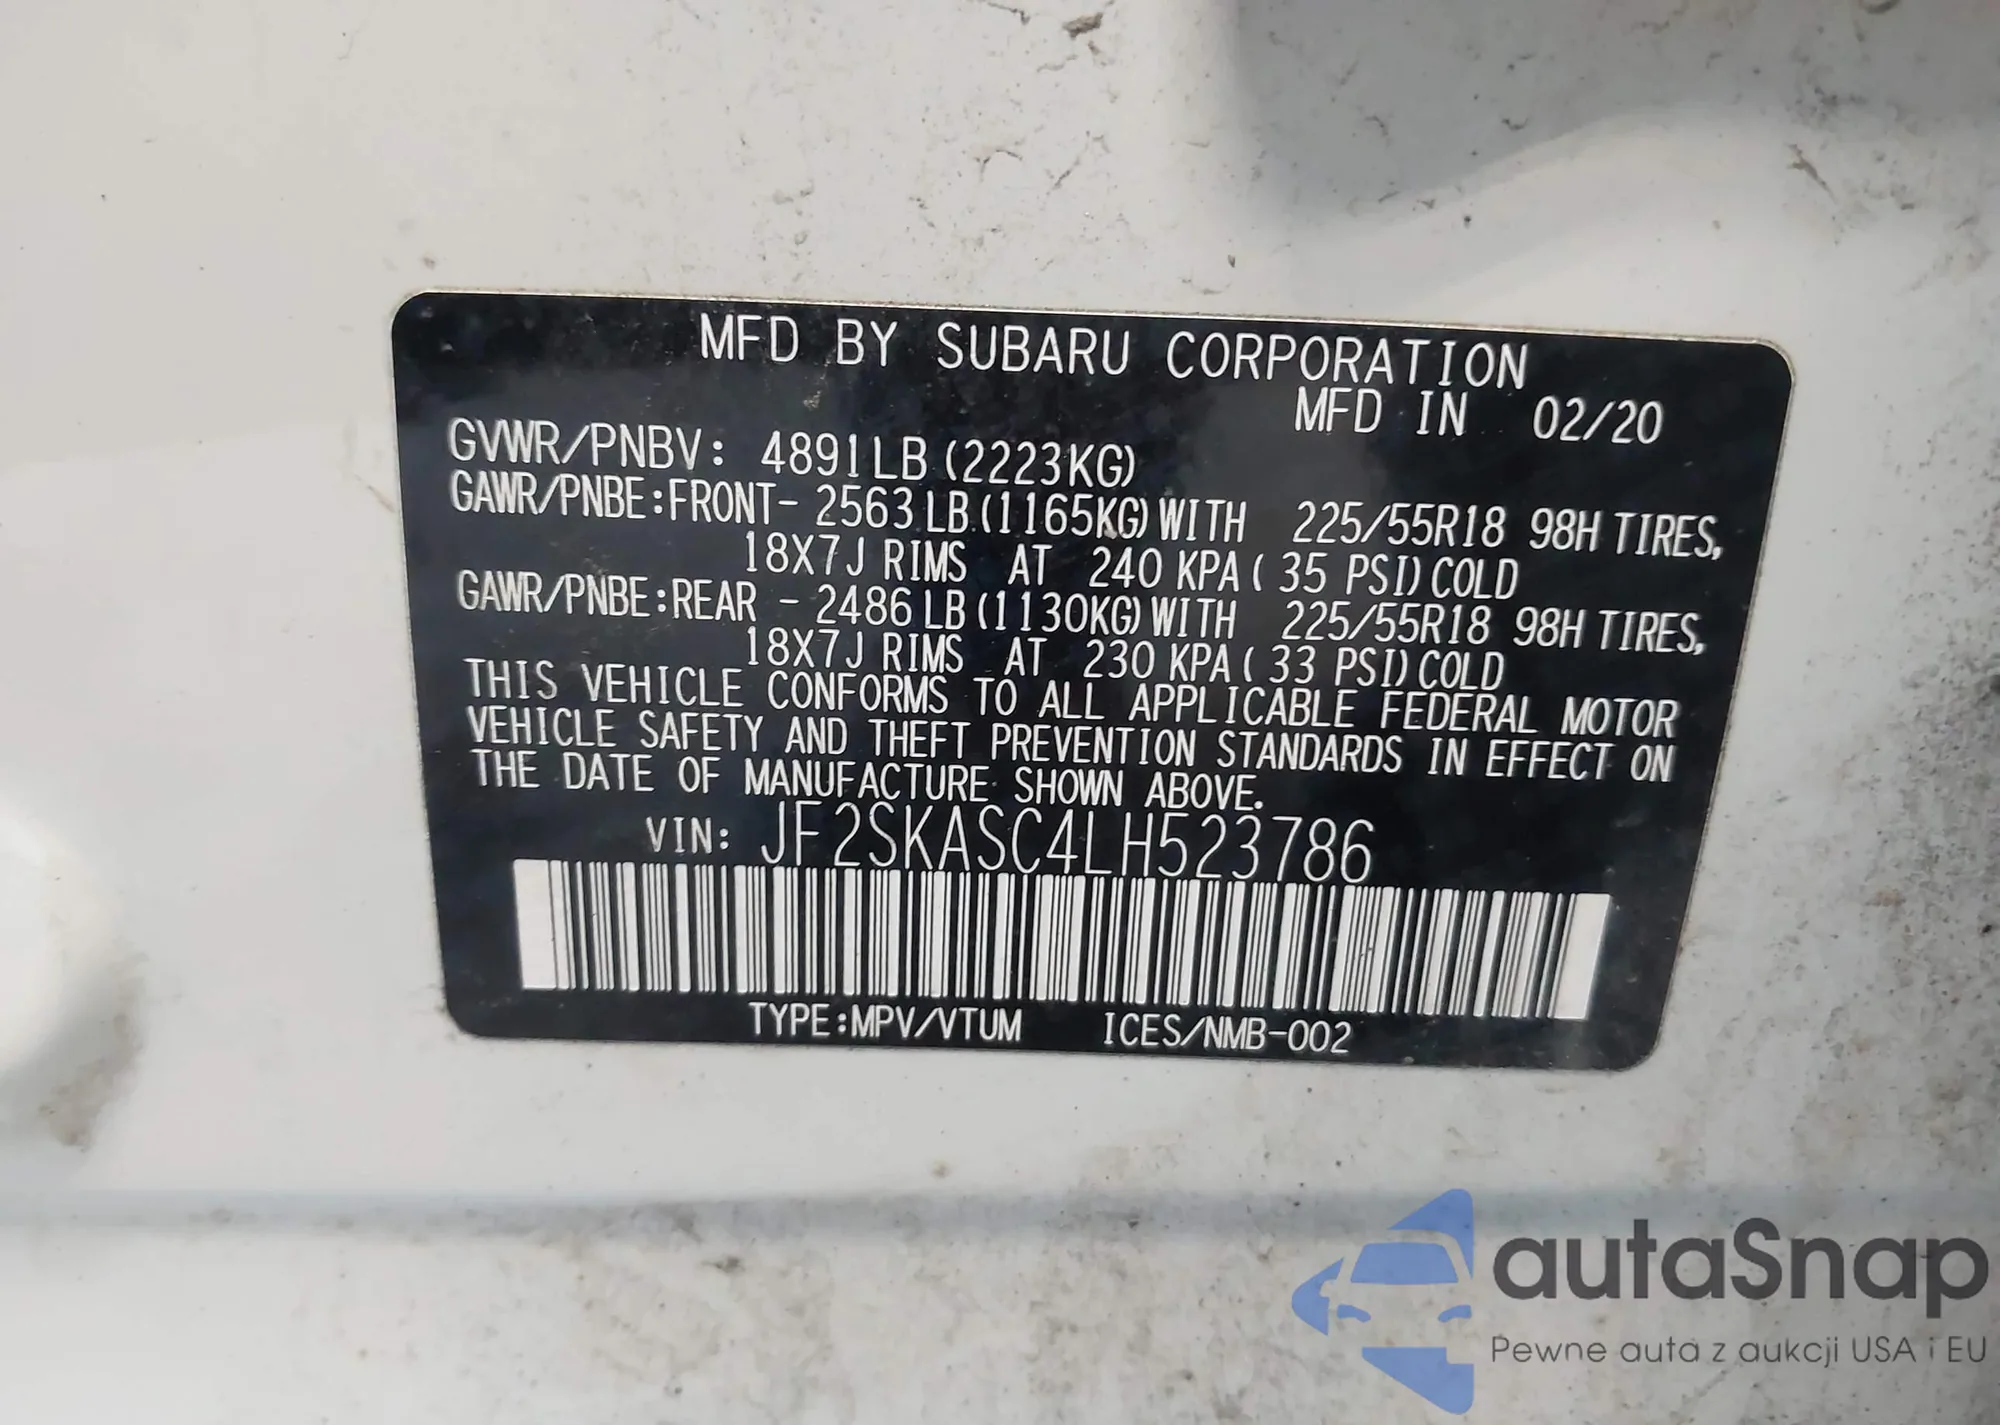 MFD BY SUBARU CORPORATION
MFD IN 02/20
GVWR/PNBV: 4891LB (2223KG)
GAWR/PNBE:FRONT- 2563 LB (1165KG) WITH 225/55R18 98H TIRES,
18X7J RIMS AT 240 KPA ( 35 PSI) COLD
GAWR/PNBE:REAR - 2486 LB (1130KG) WITH 225/55R18 98H TIRES,
18X7J RIMS AT 230 KPA ( 33 PSI) COLD
THIS VEHICLE CONFORMS TO ALL APPLICABLE FEDERAL MOTOR
VEHICLE SAFETY AND THEFT PREVENTION STANDARDS IN EFFECT ON
THE DATE OF MANUFACTURE SHOWN ABOVE.
VIN: JF2SKASC4LH523786
TYPE:MPV/VTUM ICES/NMB-002
autaSnap
Pewne auta z aukcji USA i EU